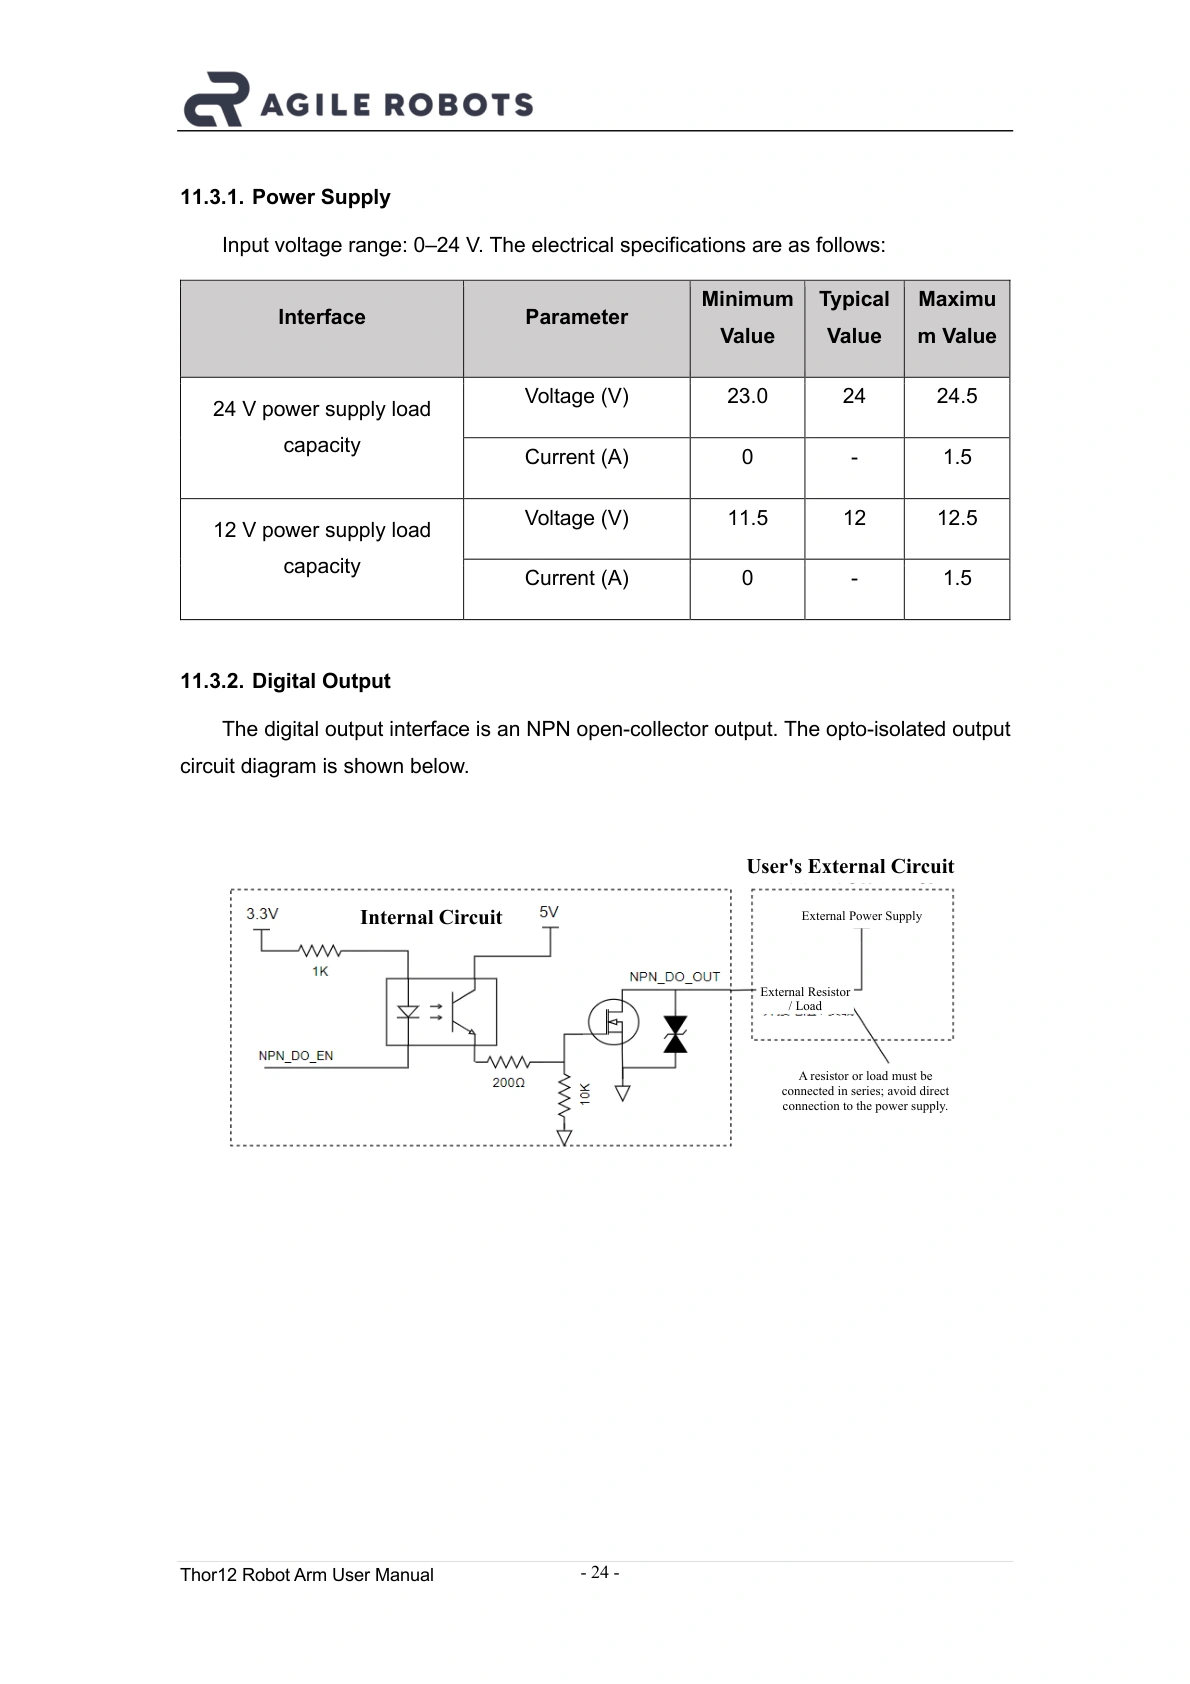 AGILE ROBOTS
11.3.1. Power Supply
Input voltage range: 0–24 V. The electrical specifications are as follows:
Interface
Parameter
Minimum
Value
Typical
Value
Maximu
m Value
24 V power supply load
capacity
Voltage (V)
23.0
24
24.5
Current (A)
0
-
1.5
12 V power supply load
capacity
Voltage (V)
11.5
12
12.5
Current (A)
0
-
1.5
11.3.2. Digital Output
The digital output interface is an NPN open-collector output. The opto-isolated output
circuit diagram is shown below.
User's External Circuit
3.3V
Internal Circuit
5V
External Power Supply
1K
NPN_DO_OUT
External Resistor
/ Load
NPN_DO_EN
200Ω
10K
A resistor or load must be
connected in series; avoid direct
connection to the power supply.
Thor12 Robot Arm User Manual
- 24 -